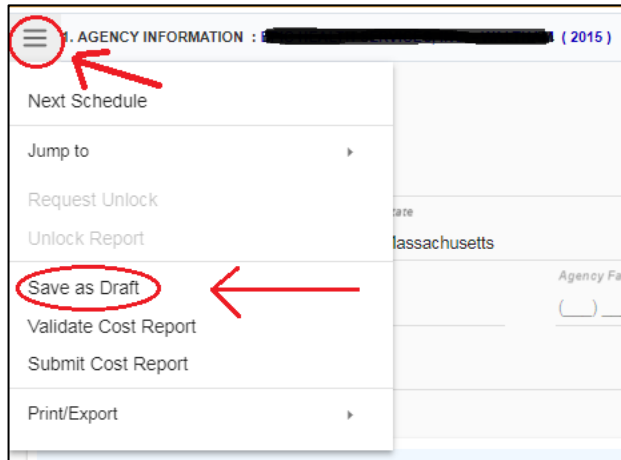 1. AGENCY INFORMATION : ( 2015 )
Next Schedule
Jump to
Request Unlock
Unlock Report
Massachusetts
Agency Fa
(___) __
Save as Draft
Validate Cost Report
Submit Cost Report
Print/Export